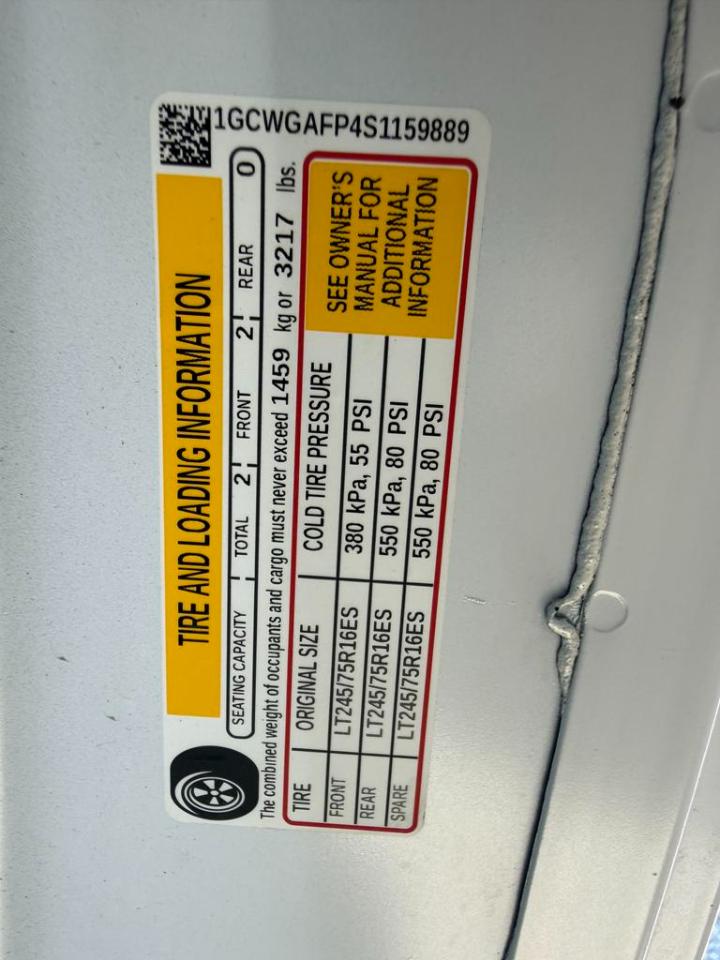 1GCWGAFP4S1159889
TIRE AND LOADING INFORMATION
SEATING CAPACITY TOTAL 2 FRONT 2 REAR 0
The combined weight of occupants and cargo must never exceed 1459 kg or 3217 lbs.
TIRE ORIGINAL SIZE COLD TIRE PRESSURE
FRONT LT245/75R16ES 380 kPa, 55 PSI
REAR LT245/75R16ES 550 kPa, 80 PSI
SPARE LT245/75R16ES 550 kPa, 80 PSI
SEE OWNER'S
MANUAL FOR
ADDITIONAL
INFORMATION